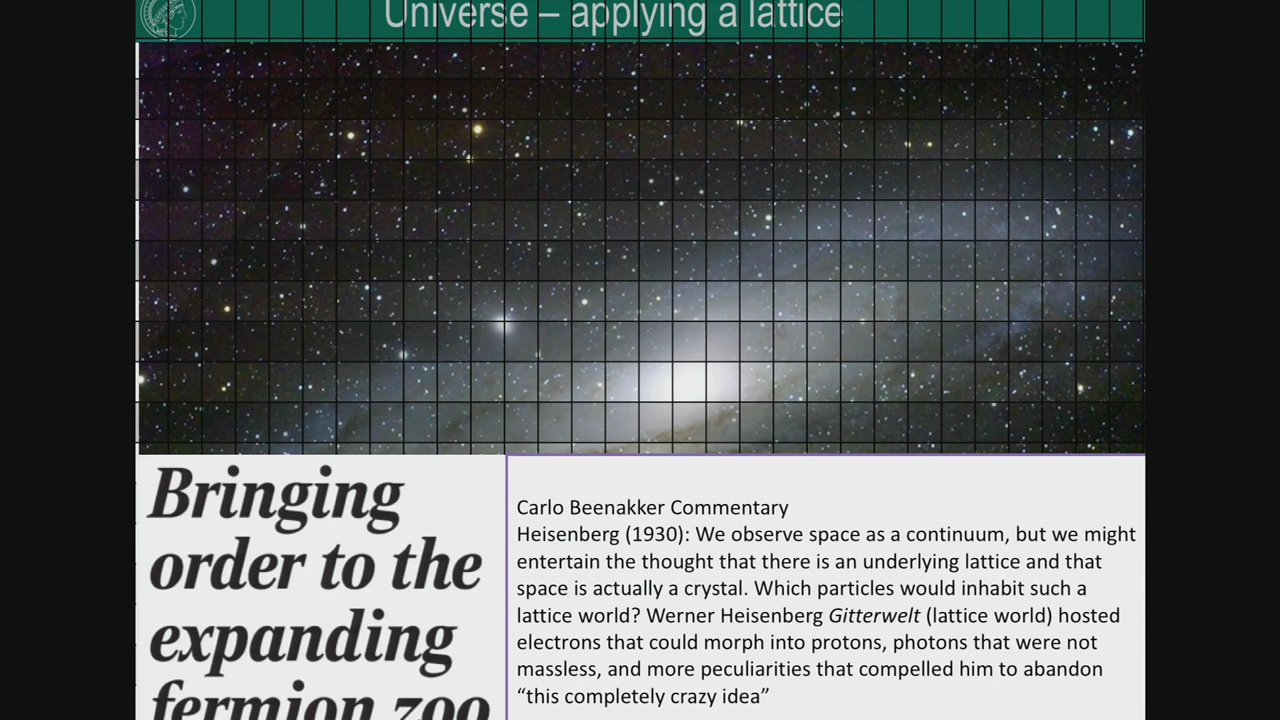 Universe – applying a lattice
Bringing
order to the
expanding
fermion zoo
Carlo Beenakker Commentary
Heisenberg (1930): We observe space as a continuum, but we might
entertain the thought that there is an underlying lattice and that
space is actually a crystal. Which particles would inhabit such a
lattice world? Werner Heisenberg Gitterwelt (lattice world) hosted
electrons that could morph into protons, photons that were not
massless, and more peculiarities that compelled him to abandon
“this completely crazy idea”